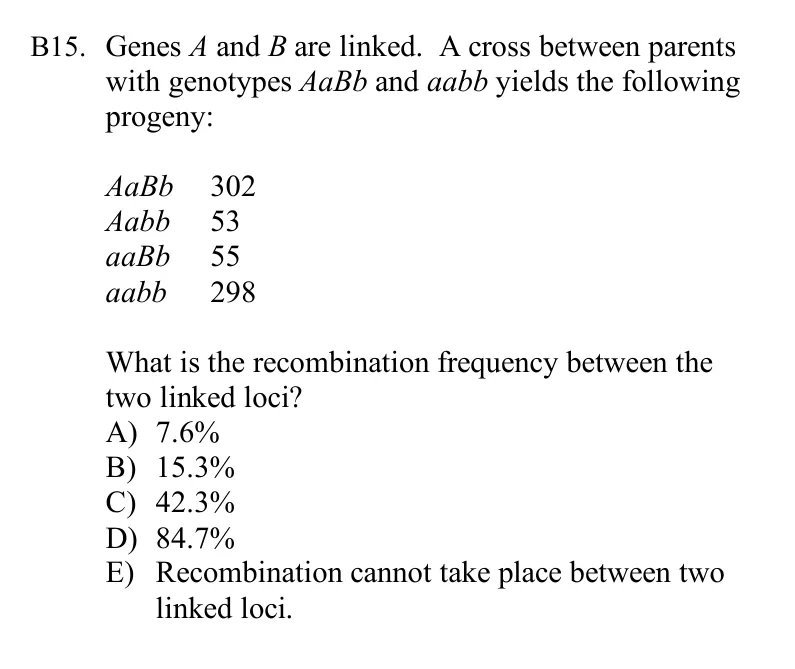 B15. Genes A and B are linked. A cross between parents
with genotypes AaBb and aabb yields the following
progeny:
AaBb 302
Aabb 53
aaBb 55
aabb 298
What is the recombination frequency between the
two linked loci?
A) 7.6%
B) 15.3%
C) 42.3%
D) 84.7%
E) Recombination cannot take place between two
linked loci.